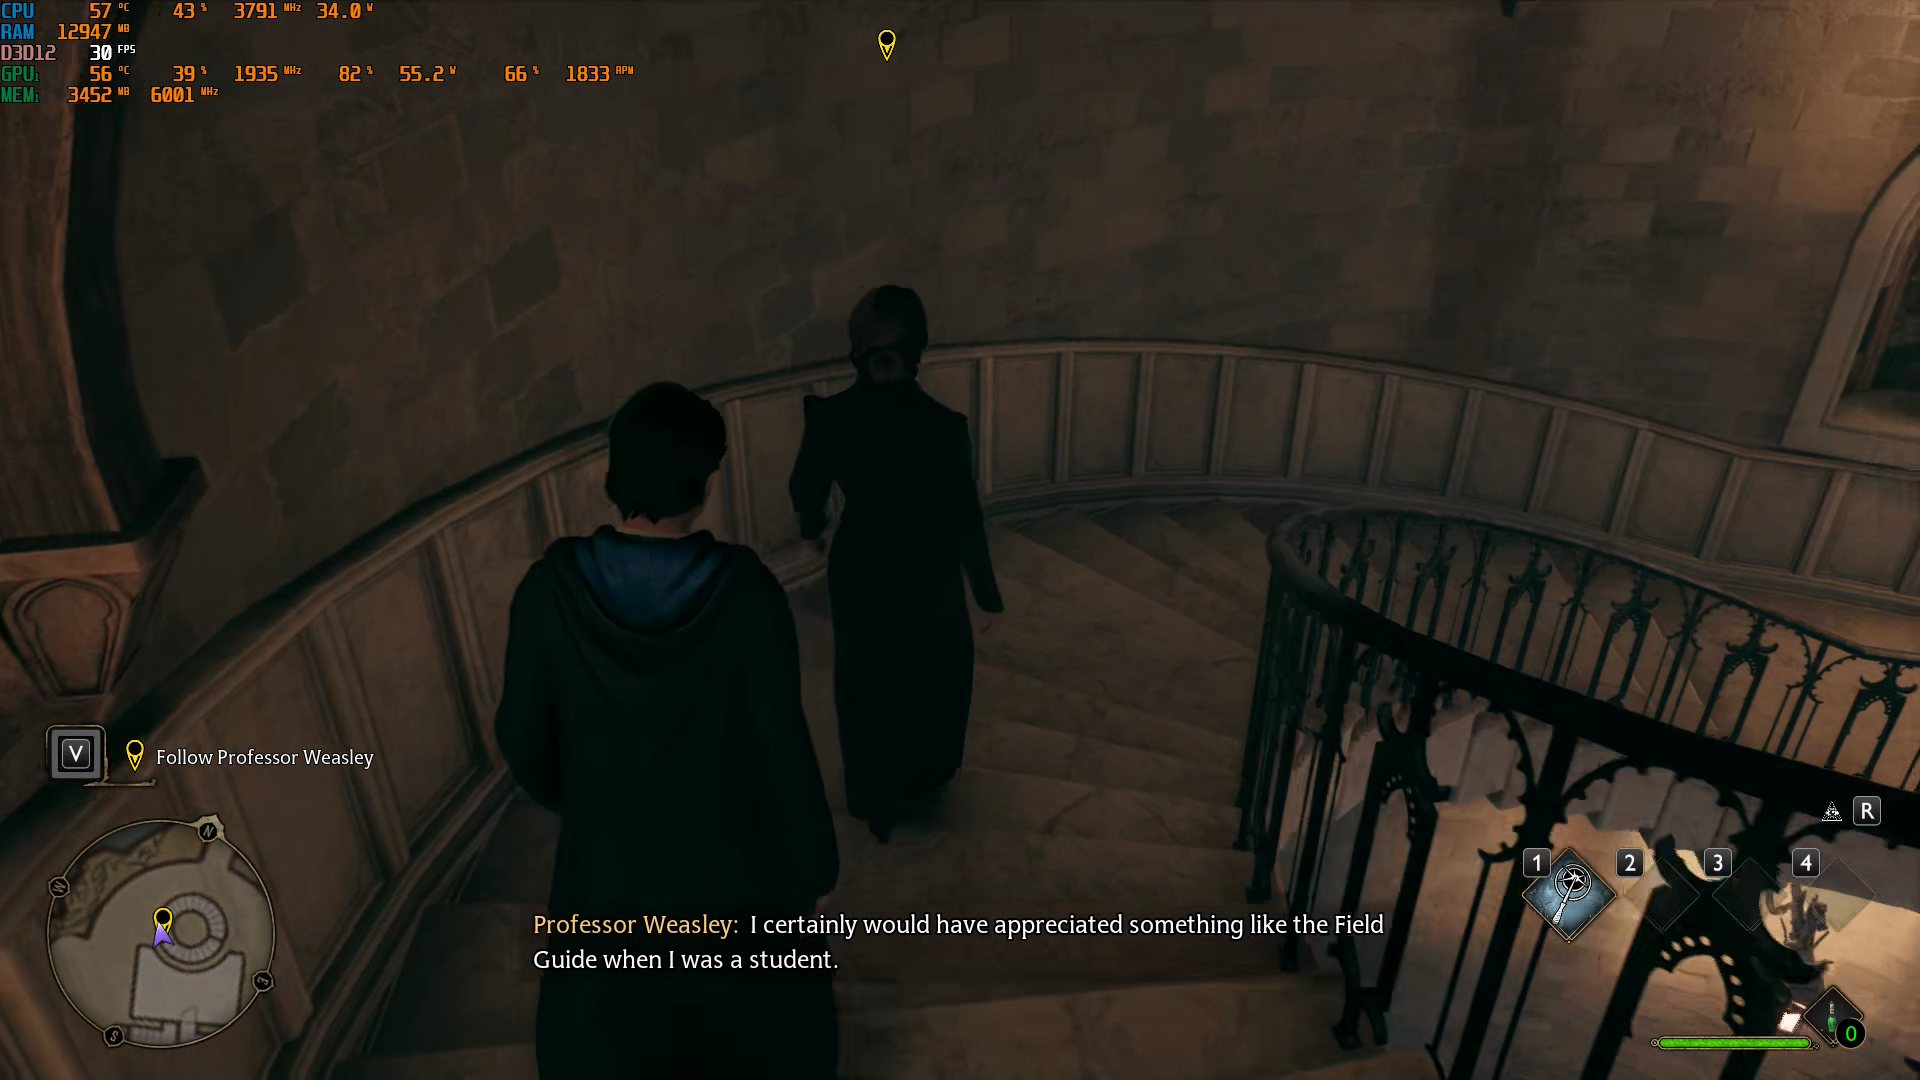 CPU 57 °C 43 % 3791 MHz 34.0 W
RAM 12947 MB
D3D12 30 FPS
GPU1 56 °C 39 % 1935 MHz 82 % 55.2 W 66 % 1833 RPM
MEM1 3452 MB 6001 MHz
V Follow Professor Weasley
N
W
E
S
R
1 2 3 4
Professor Weasley: I certainly would have appreciated something like the Field
Guide when I was a student.
0